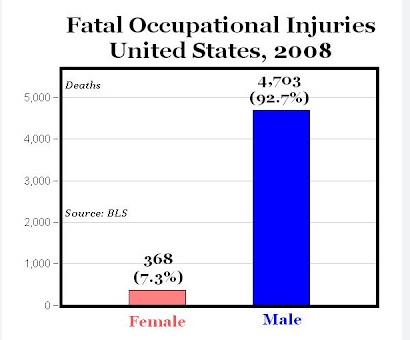 Fatal Occupational Injuries
United States, 2008
Deaths
4,703
(92.7%)
5,000
4,000
3,000
2,000
Source: BLS
368
(7.3%)
1,000
0
Female
Male